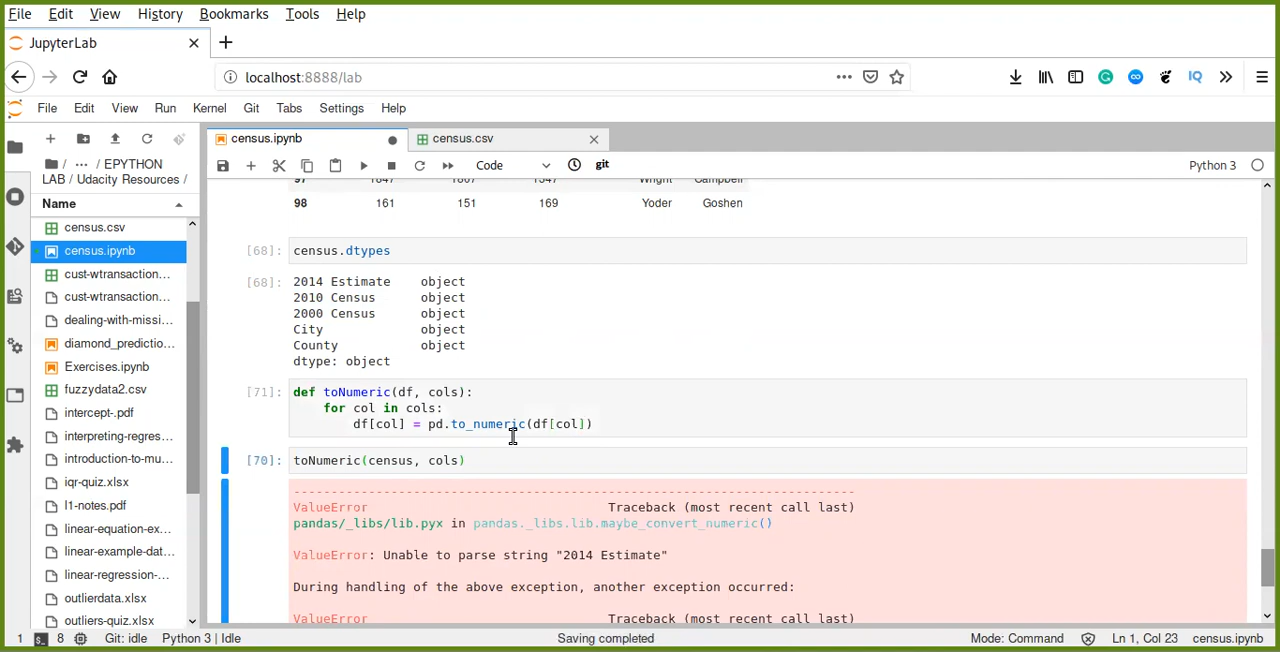 File Edit View History Bookmarks Tools Help
JupyterLab
localhost:8888/lab
IQ
File Edit View Run Kernel Git Tabs Settings Help
census.ipynb
census.csv
/ ... / EPYTHON
LAB / Udacity Resources /
Code
git
Python 3
Name
census.csv
census.ipynb
cust-wtransaction...
cust-wtransaction...
dealing-with-missi...
diamond_predictio...
Exercises.ipynb
fuzzydata2.csv
intercept-.pdf
interpreting-regres...
introduction-to-mu...
iqr-quiz.xlsx
l1-notes.pdf
linear-equation-ex...
linear-example-dat...
linear-regression-...
outlierdata.xlsx
outliers-quiz.xlsx
97 1847 1807 1547 Wright Campbell
98 161 151 169 Yoder Goshen
[68]: census.dtypes
[68]: 2014 Estimate object
2010 Census object
2000 Census object
City object
County object
dtype: object
[71]: def toNumeric(df, cols):
for col in cols:
df[col] = pd.to_numeric(df[col])
[70]: toNumeric(census, cols)
---------------------------------------------------------------------------
ValueError Traceback (most recent call last)
pandas/_libs/lib.pyx in pandas._libs.lib.maybe_convert_numeric()
ValueError: Unable to parse string "2014 Estimate"
During handling of the above exception, another exception occurred:
ValueError Traceback (most recent call last)
1 $_ 8 Git: idle Python 3 | Idle Saving completed Mode: Command Ln 1, Col 23 census.ipynb